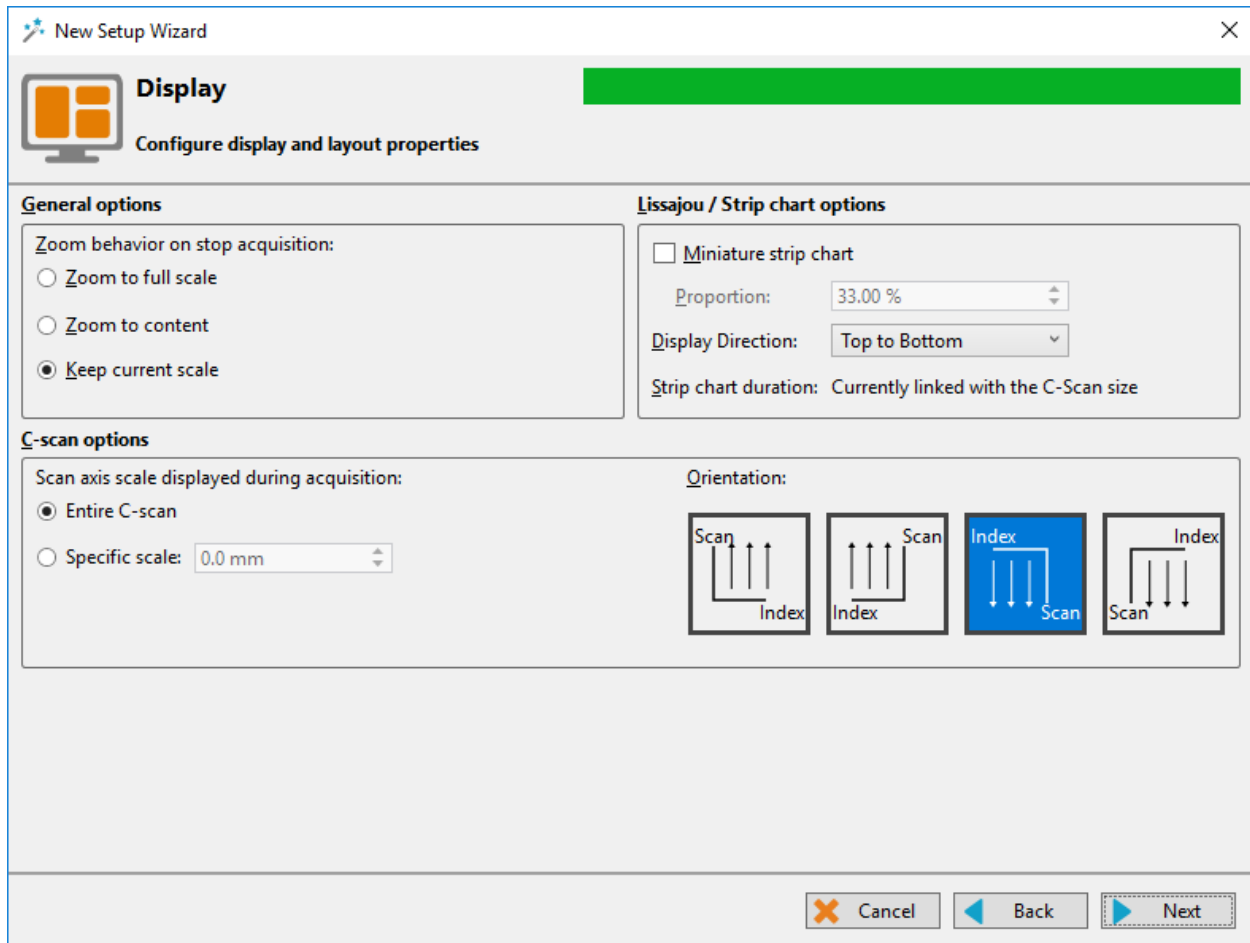 New Setup Wizard
Display
Configure display and layout properties
General options
Zoom behavior on stop acquisition:
Zoom to full scale
Zoom to content
Keep current scale
Lissajou / Strip chart options
Miniature strip chart
Proportion: 33.00 %
Display Direction: Top to Bottom
Strip chart duration: Currently linked with the C-Scan size
C-scan options
Scan axis scale displayed during acquisition:
Entire C-scan
Specific scale: 0.0 mm
Orientation:
Scan
Index
Scan
Index
Index
Scan
Index
Scan
Cancel
Back
Next